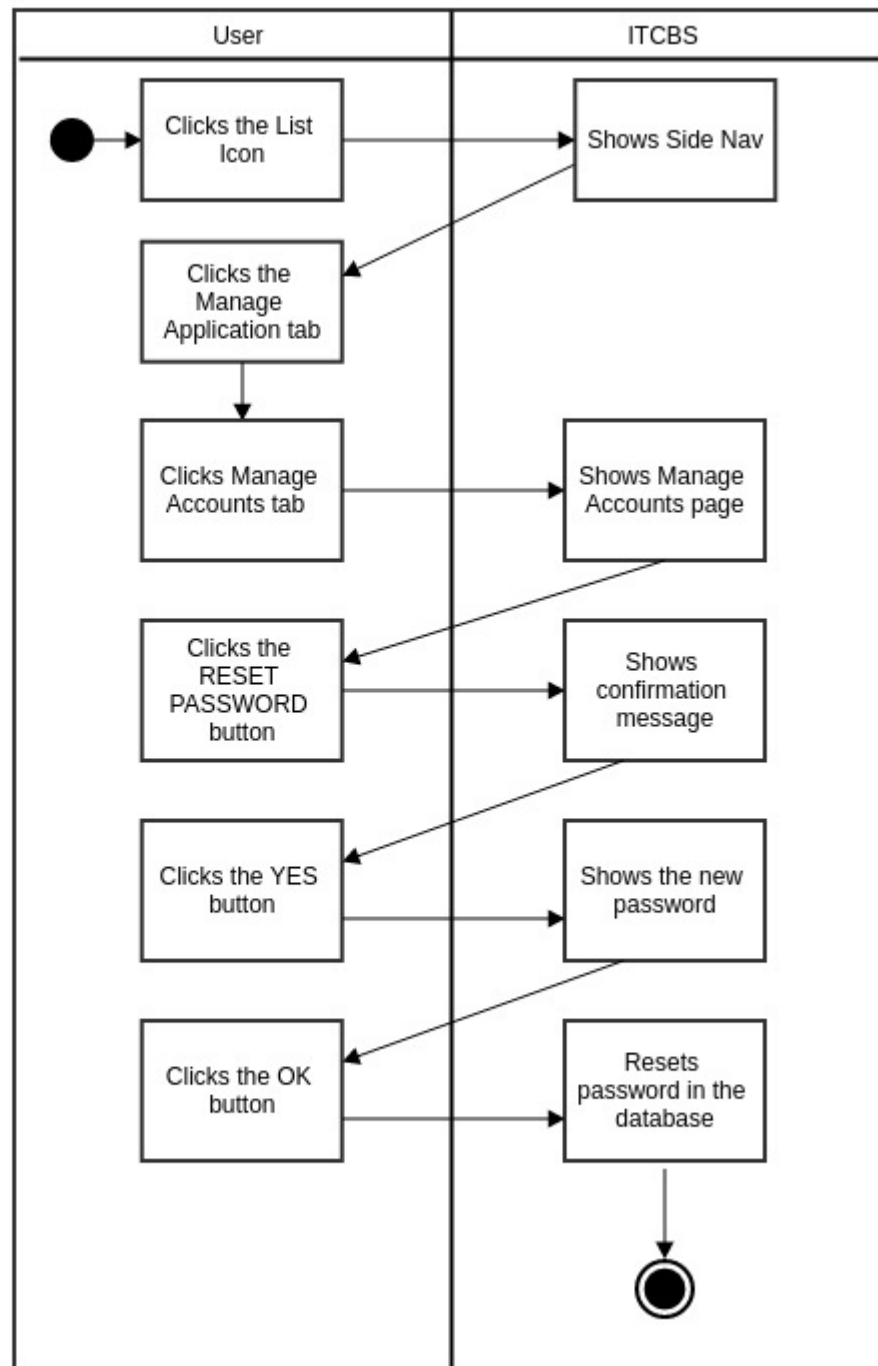 User
ITCBS
Clicks the List
Icon
Shows Side Nav
Clicks the
Manage
Application tab
Clicks Manage
Accounts tab
Shows Manage
Accounts page
Clicks the
RESET
PASSWORD
button
Shows
confirmation
message
Clicks the YES
button
Shows the new
password
Clicks the OK
button
Resets
password in the
database